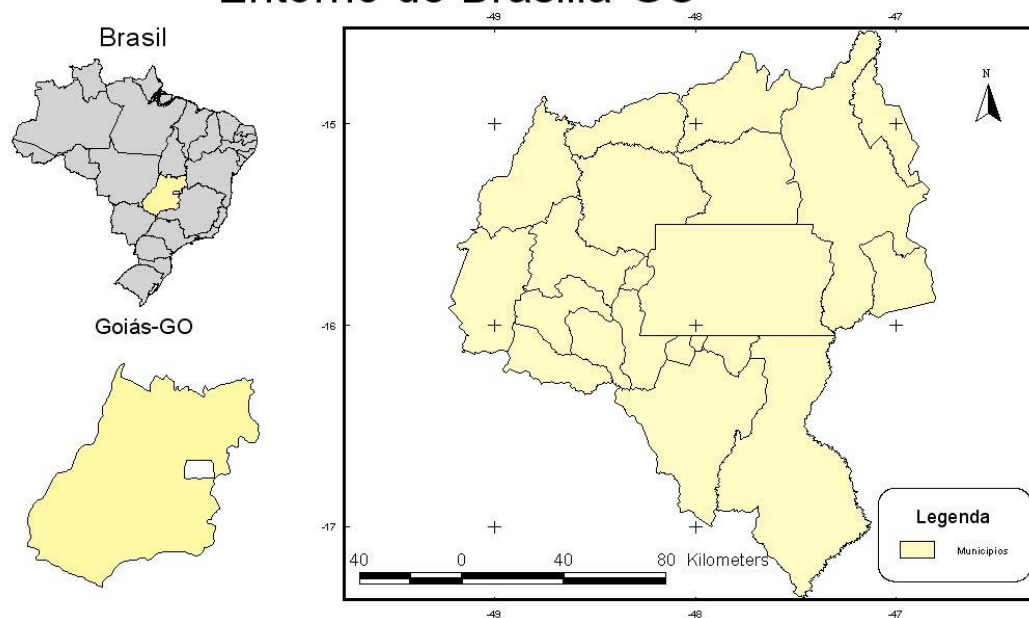 Entorno de Brasília-GO
Brasil
Goiás-GO
-49
-48
-47
-15
-16
-17
N
40
0
40
80 Kilometers
Legenda
Municipios
-49
-48
-47